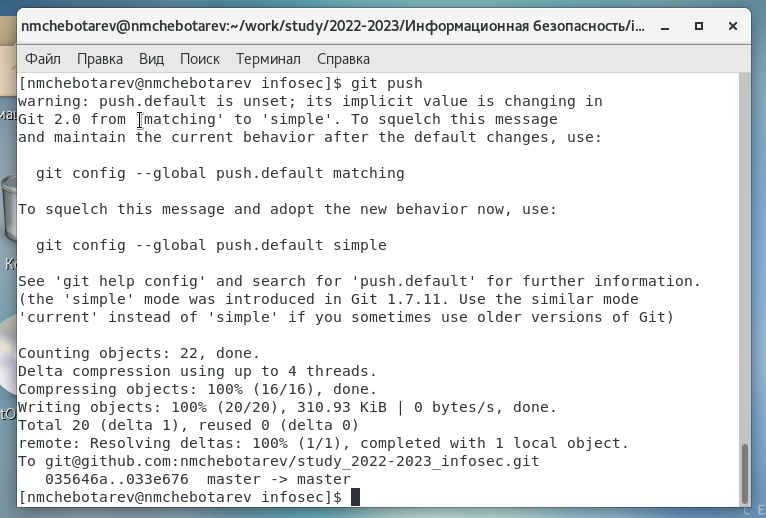 nmchebotarev@nmchebotarev:~/work/study/2022-2023/Информационная безопасность/i...
Файл Правка Вид Поиск Терминал Справка
[nmchebotarev@nmchebotarev infosec]$ git push
warning: push.default is unset; its implicit value is changing in
Git 2.0 from 'matching' to 'simple'. To squelch this message
and maintain the current behavior after the default changes, use:
git config --global push.default matching
To squelch this message and adopt the new behavior now, use:
git config --global push.default simple
See 'git help config' and search for 'push.default' for further information.
(the 'simple' mode was introduced in Git 1.7.11. Use the similar mode
'current' instead of 'simple' if you sometimes use older versions of Git)
Counting objects: 22, done.
Delta compression using up to 4 threads.
Compressing objects: 100% (16/16), done.
Writing objects: 100% (20/20), 310.93 KiB | 0 bytes/s, done.
Total 20 (delta 1), reused 0 (delta 0)
remote: Resolving deltas: 100% (1/1), completed with 1 local object.
To git@github.com:nmchebotarev/study_2022-2023_infosec.git
035646a..033e676  master -> master
[nmchebotarev@nmchebotarev infosec]$